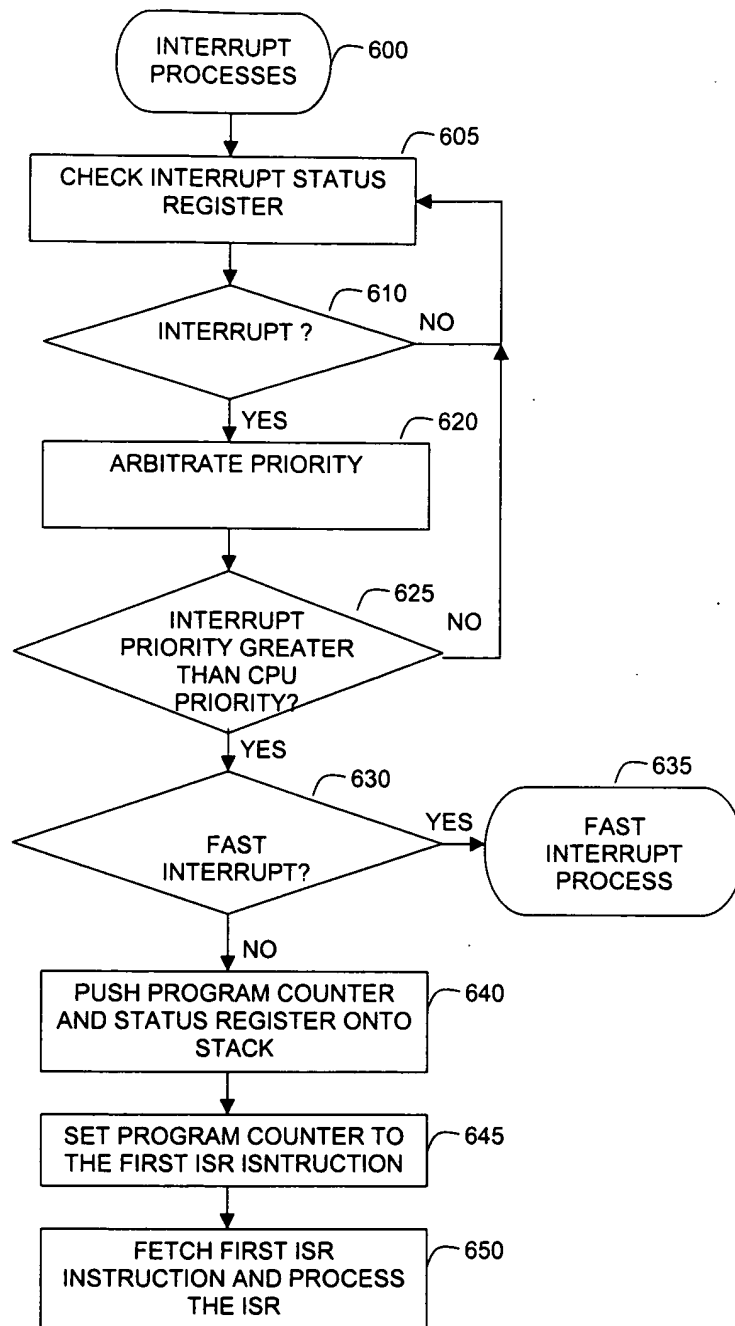 INTERRUPT
PROCESSES
600
605
CHECK INTERRUPT STATUS
REGISTER
610
INTERRUPT ?
NO
YES
620
ARBITRATE PRIORITY
625
INTERRUPT
PRIORITY GREATER
THAN CPU
PRIORITY?
NO
YES
630
FAST
INTERRUPT?
YES
635
FAST
INTERRUPT
PROCESS
NO
640
PUSH PROGRAM COUNTER
AND STATUS REGISTER ONTO
STACK
645
SET PROGRAM COUNTER TO
THE FIRST ISR ISNTRUCTION
650
FETCH FIRST ISR
INSTRUCTION AND PROCESS
THE ISR